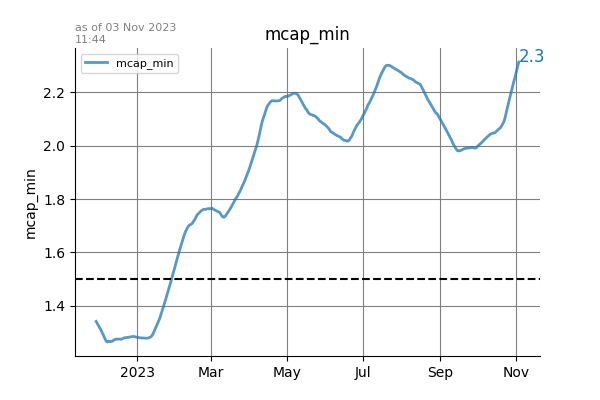 as of 03 Nov 2023
11:44
mcap_min
mcap_min
2.3
2.2
2.0
1.8
1.6
1.4
mcap_min
2023 Mar May Jul Sep Nov